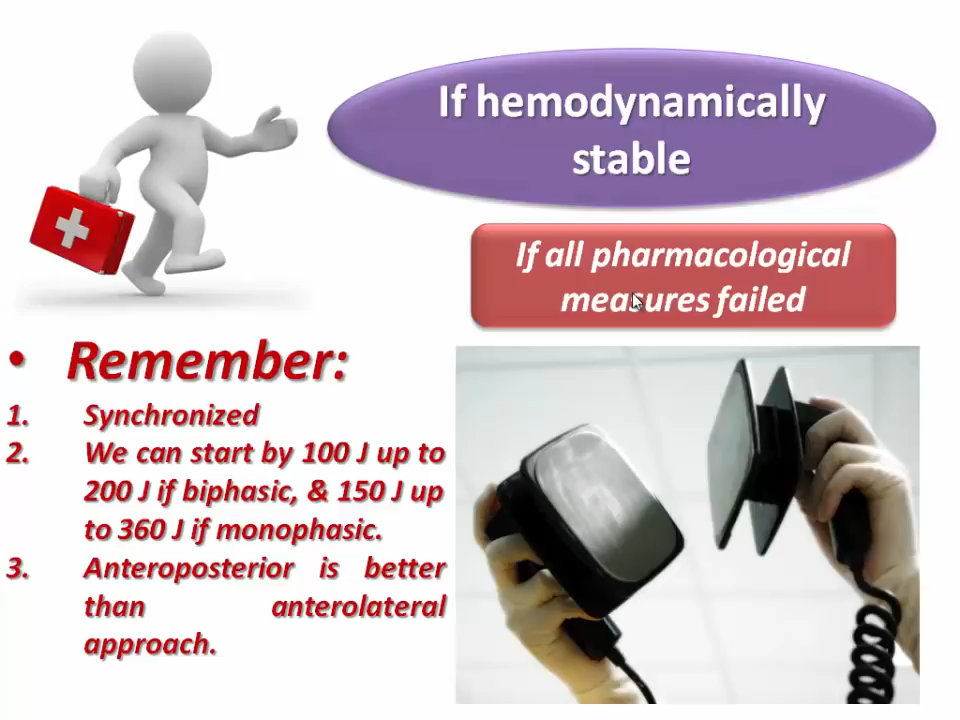 If hemodynamically
stable
If all pharmacological
measures failed
• Remember:
1. Synchronized
2. We can start by 100 J up to
200 J if biphasic, & 150 J up
to 360 J if monophasic.
3. Anteroposterior is better
than anterolateral
approach.